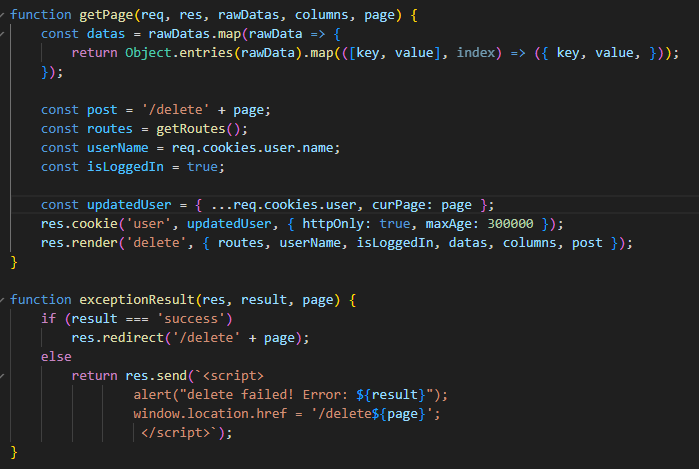 function getPage(req, res, rawDatas, columns, page) {
    const datas = rawDatas.map(rawData => {
        return Object.entries(rawData).map(([key, value], index) => ({ key, value, }));
    });

    const post = '/delete' + page;
    const routes = getRoutes();
    const userName = req.cookies.user.name;
    const isLoggedIn = true;

    const updatedUser = { ...req.cookies.user, curPage: page };
    res.cookie('user', updatedUser, { httpOnly: true, maxAge: 300000 });
    res.render('delete', { routes, userName, isLoggedIn, datas, columns, post });
}

function exceptionResult(res, result, page) {
    if (result === 'success')
        res.redirect('/delete' + page);
    else
        return res.send(`<script>
                alert("delete failed! Error: ${result}");
                window.location.href = '/delete${page}';
                 </script>`);
}